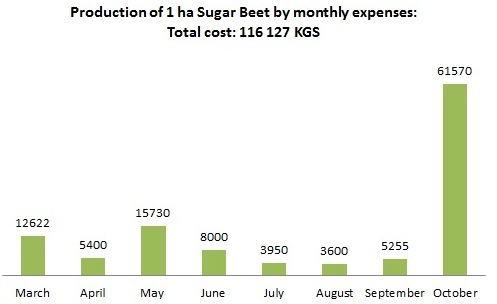 Production of 1 ha Sugar Beet by monthly expenses:
Total cost: 116 127 KGS
61570
12622
5400
15730
8000
3950
3600
5255
March April May June July August September October